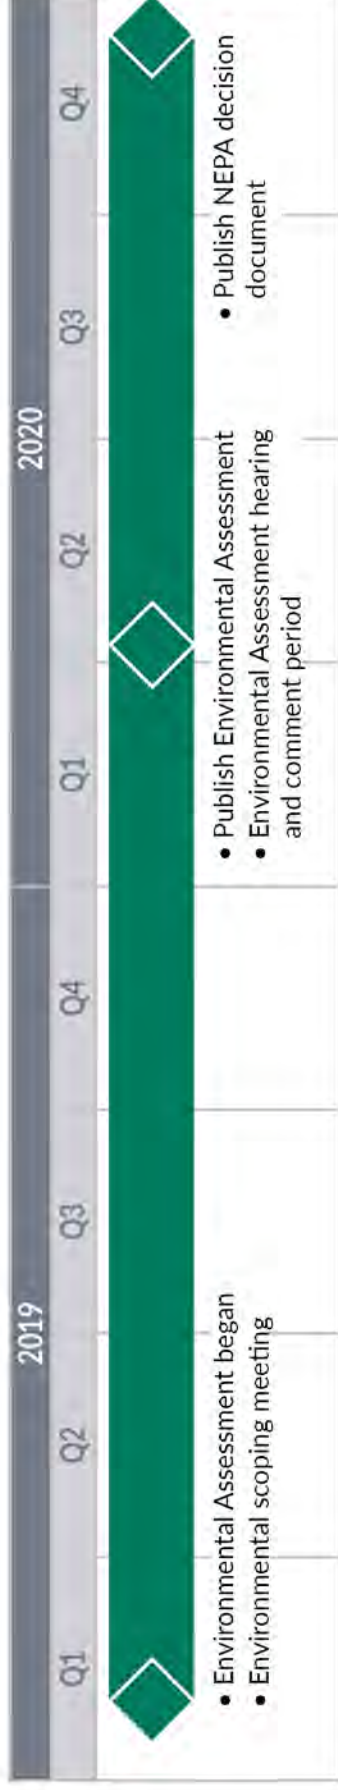 2019
2020
Q1
Q2
Q3
Q4
Q1
Q2
Q3
Q4
• Environmental Assessment began
• Environmental scoping meeting
• Publish Environmental Assessment
• Environmental Assessment hearing
and comment period
• Publish NEPA decision
document